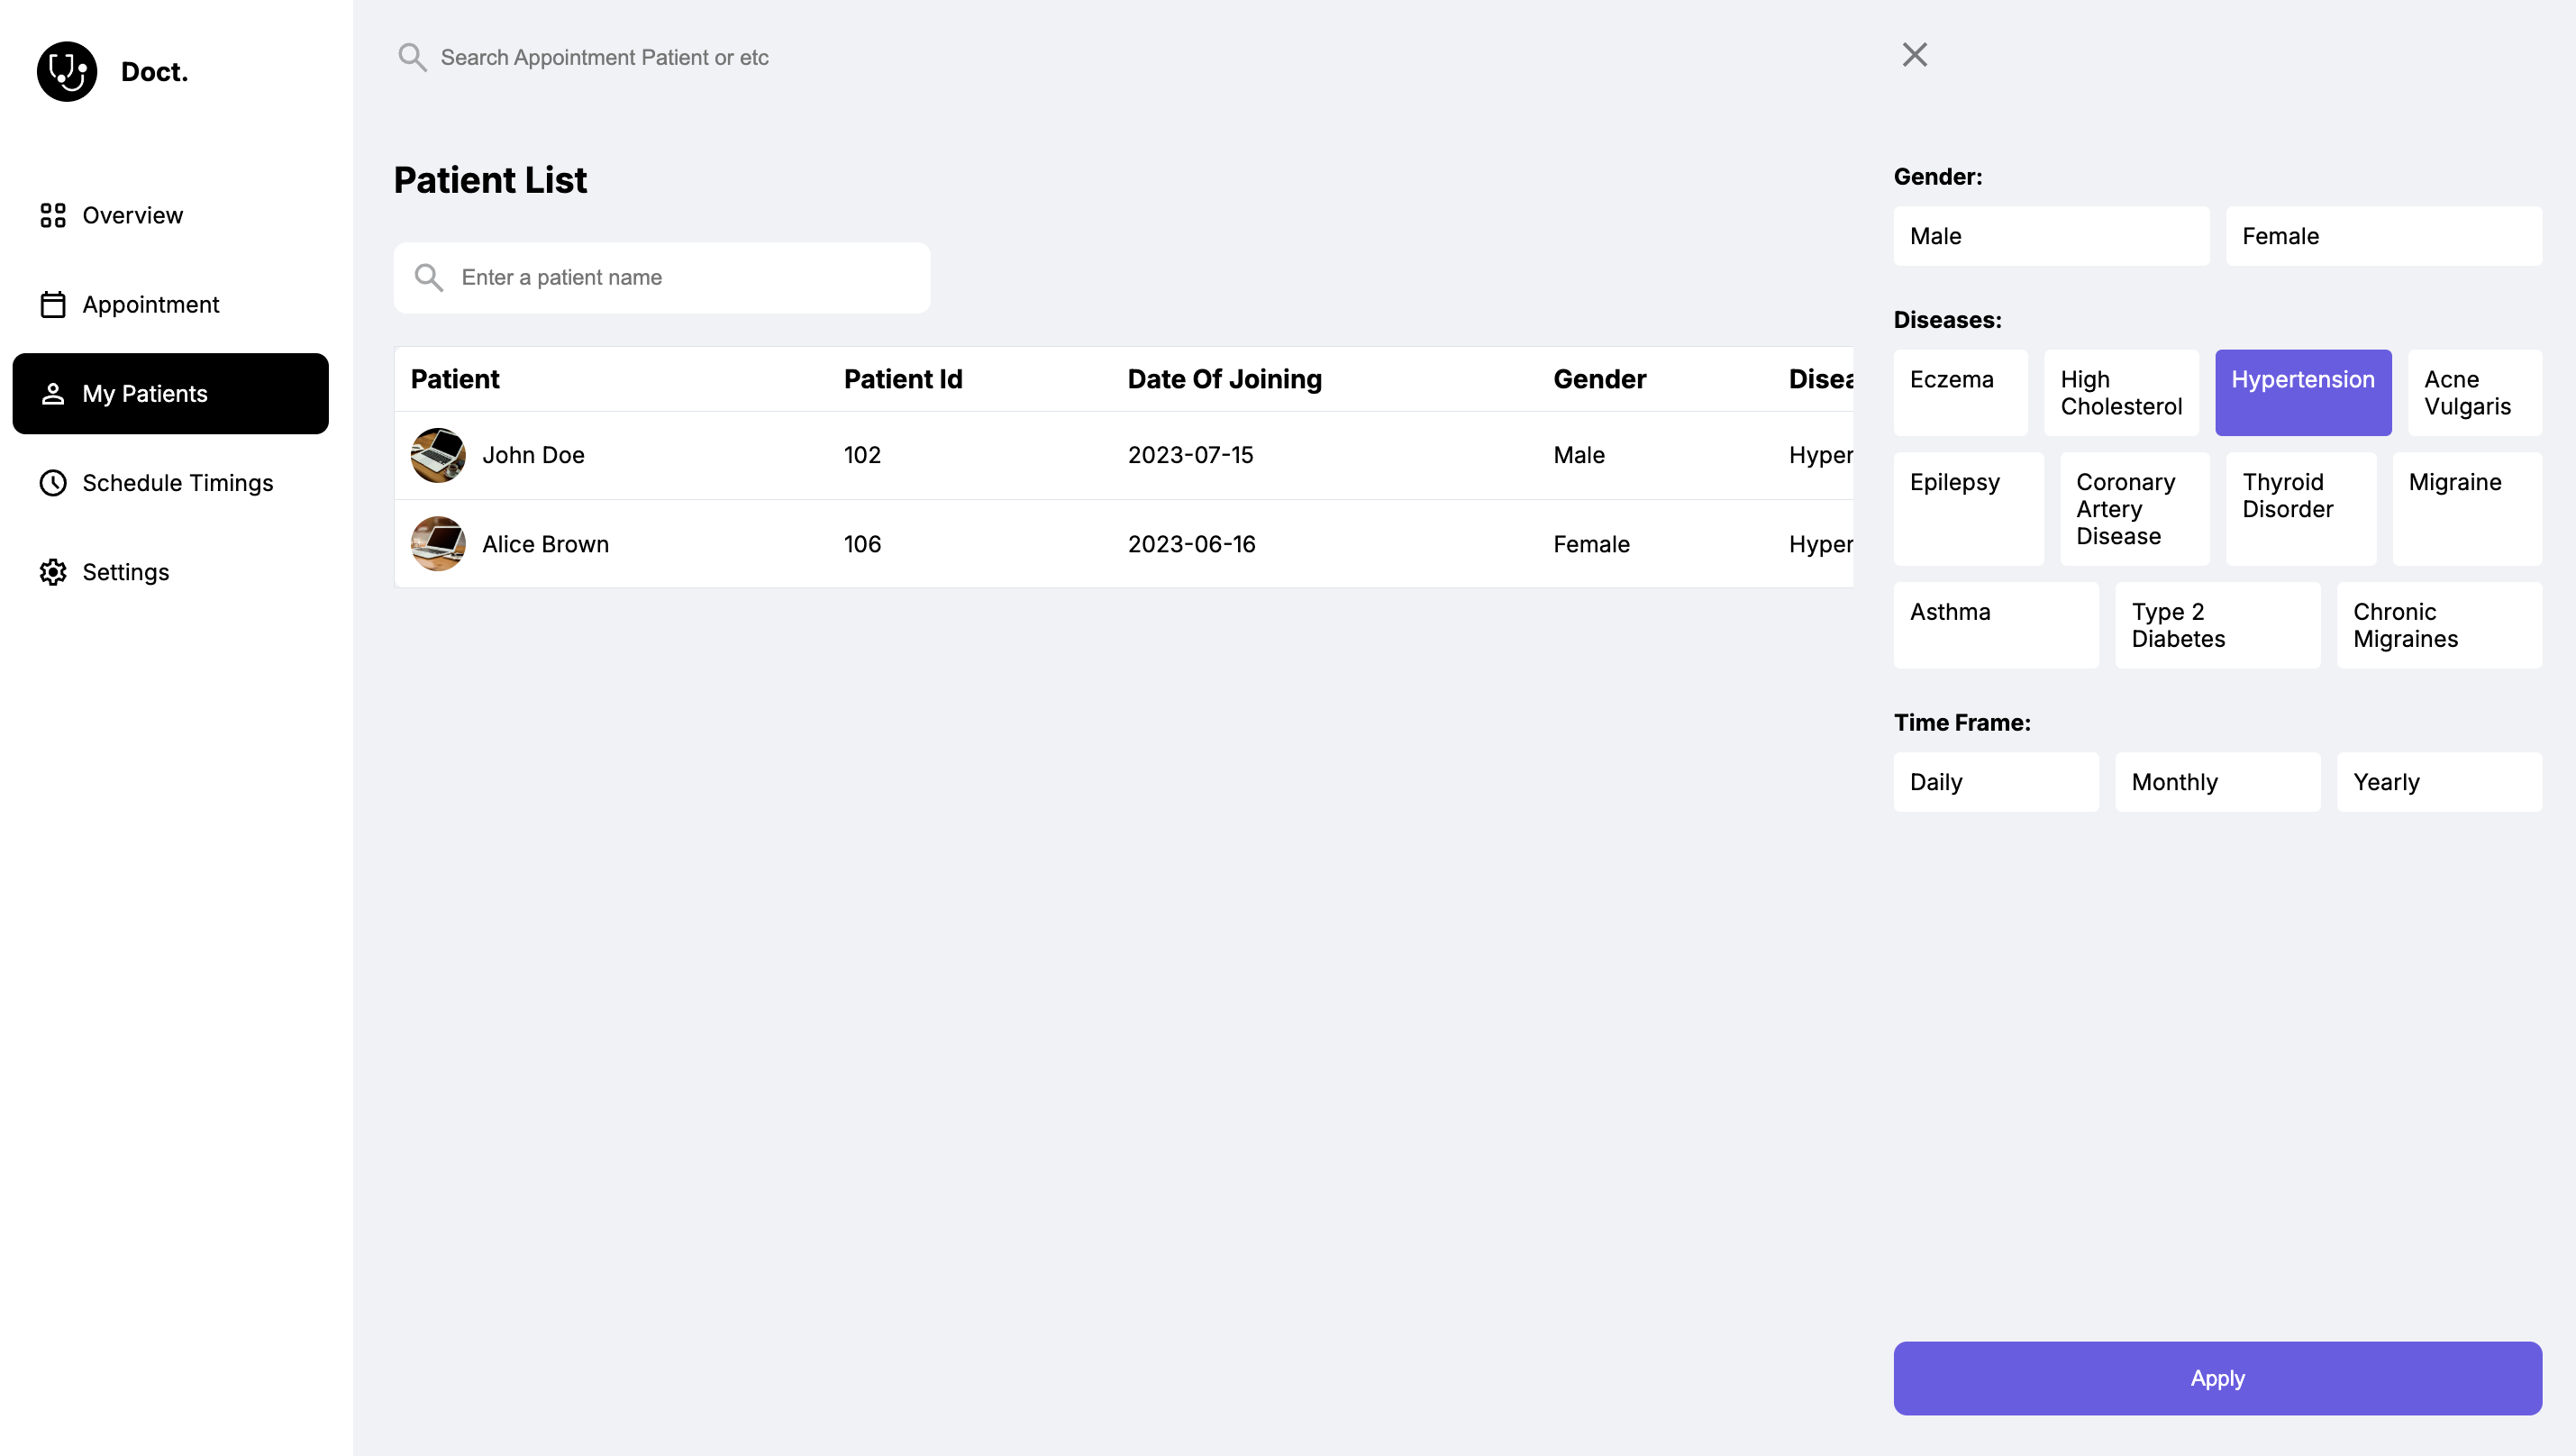 Doct.
Overview
Appointment
My Patients
Schedule Timings
Settings
Search Appointment Patient or etc
Patient List
Enter a patient name
Patient Patient Id Date Of Joining Gender Disea
John Doe 102 2023-07-15 Male Hyper
Alice Brown 106 2023-06-16 Female Hyper
Gender:
Male Female
Diseases:
Eczema
High
Cholesterol
Hypertension
Acne
Vulgaris
Epilepsy
Coronary
Artery
Disease
Thyroid
Disorder
Migraine
Asthma
Type 2
Diabetes
Chronic
Migraines
Time Frame:
Daily Monthly Yearly
Apply